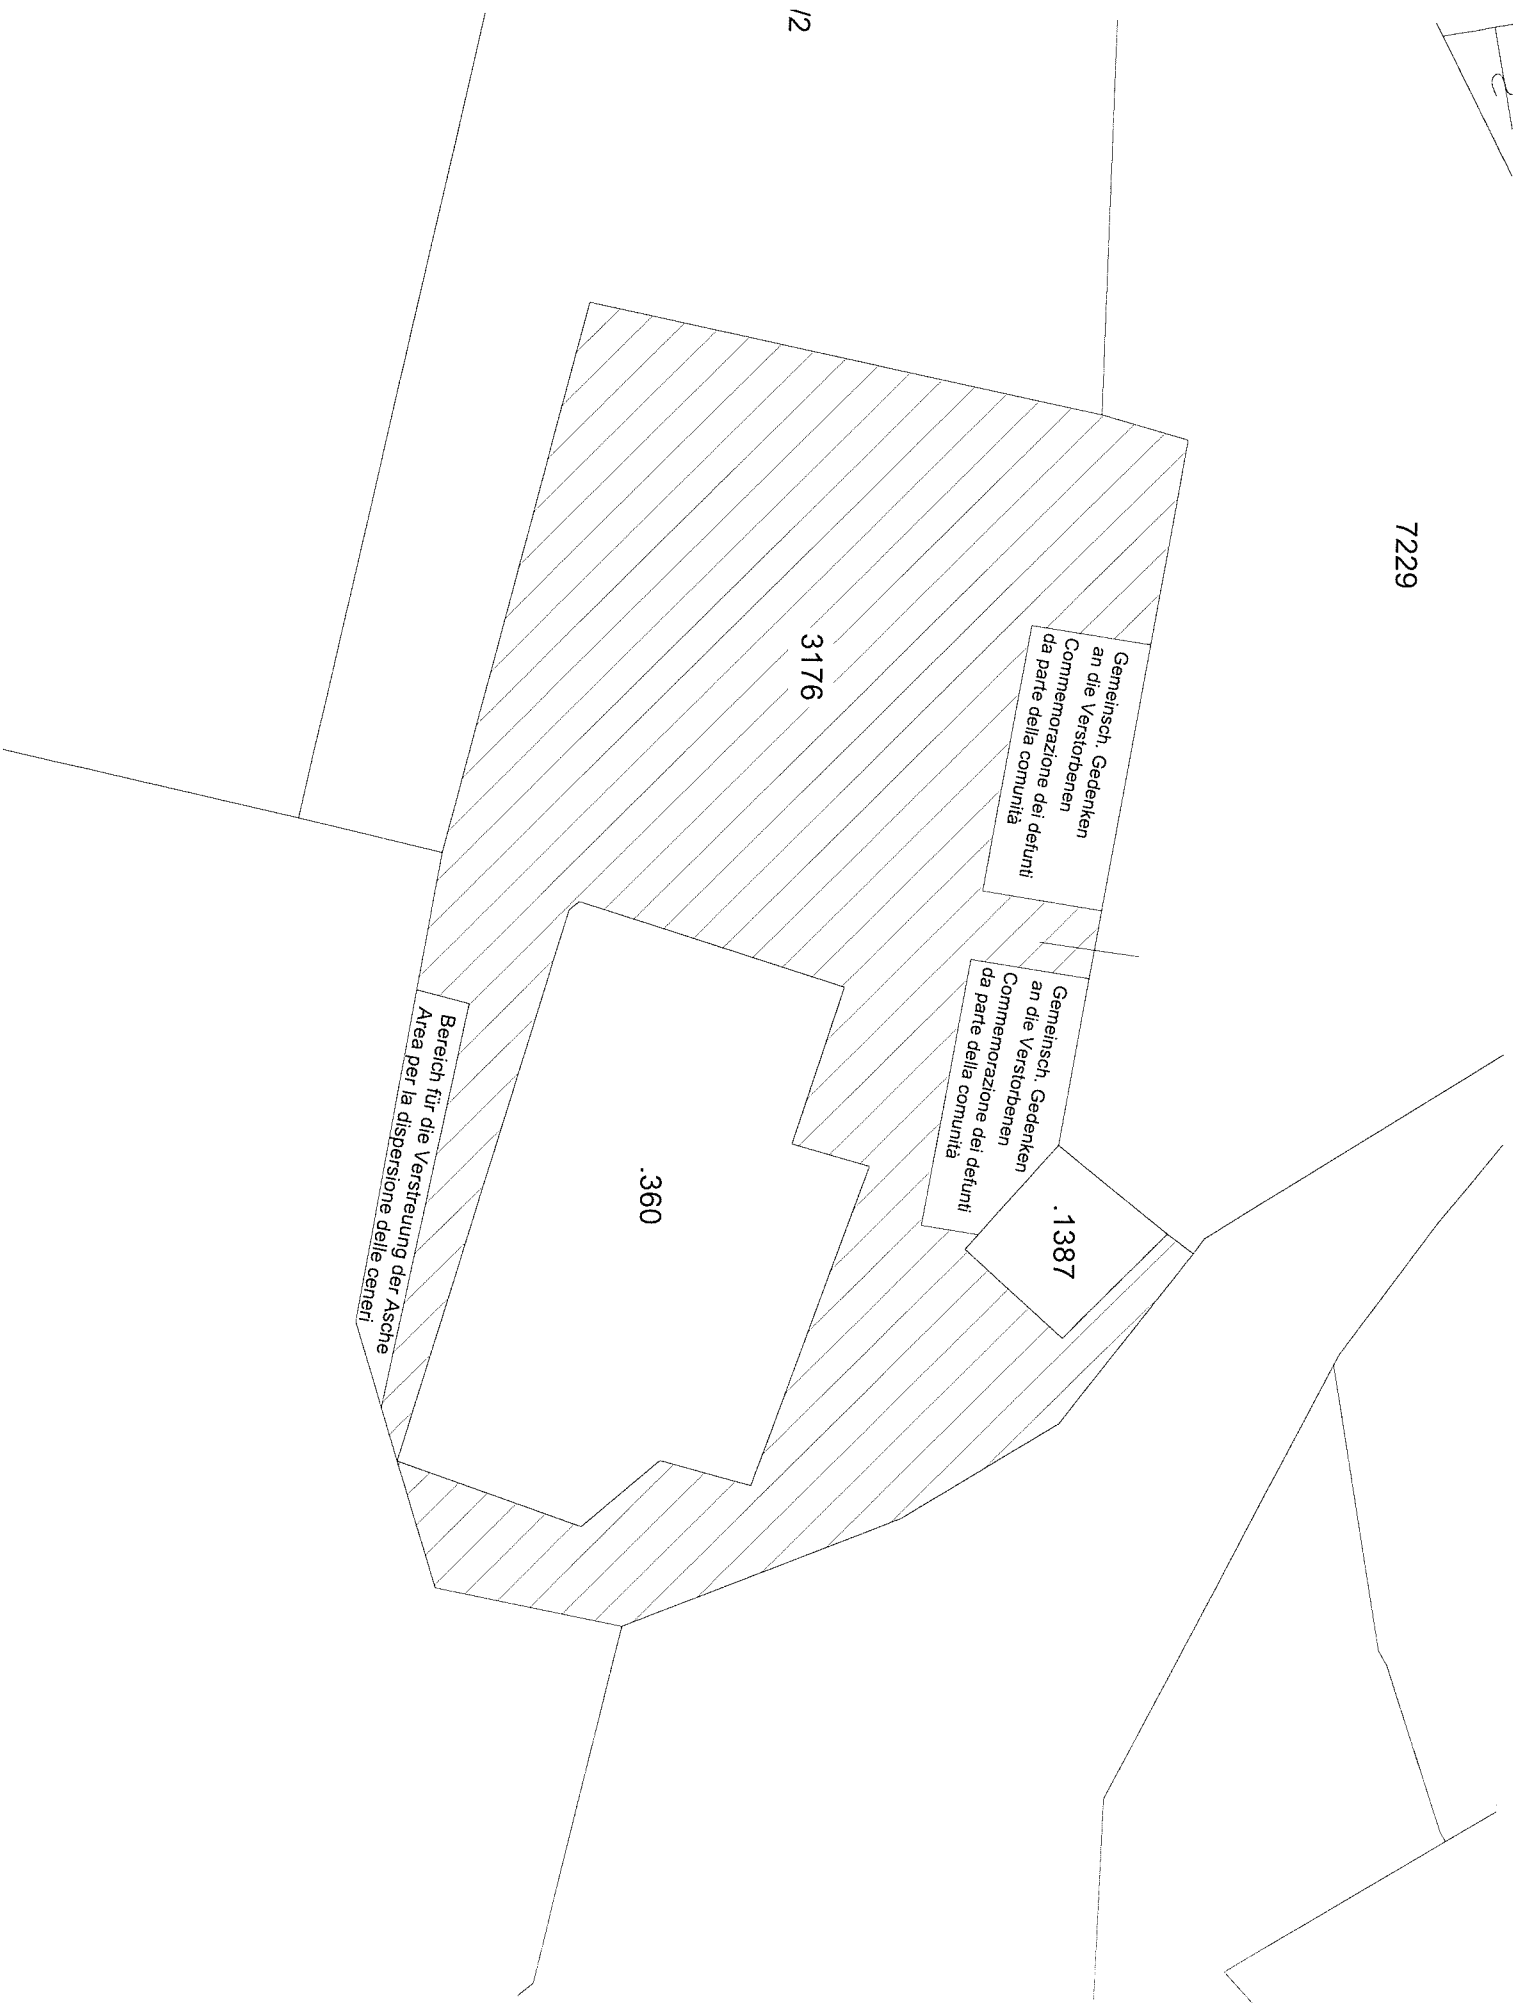 7229
Gemeinsch. Gedenken
an die Verstorbenen
Commemorazione dei defunti
da parte della comunità
Gemeinsch. Gedenken
an die Verstorbenen
Commemorazione dei defunti
da parte della comunità
.1387
/2
3176
.360
Bereich für die Verstreuung der Asche
Area per la dispersione delle ceneri